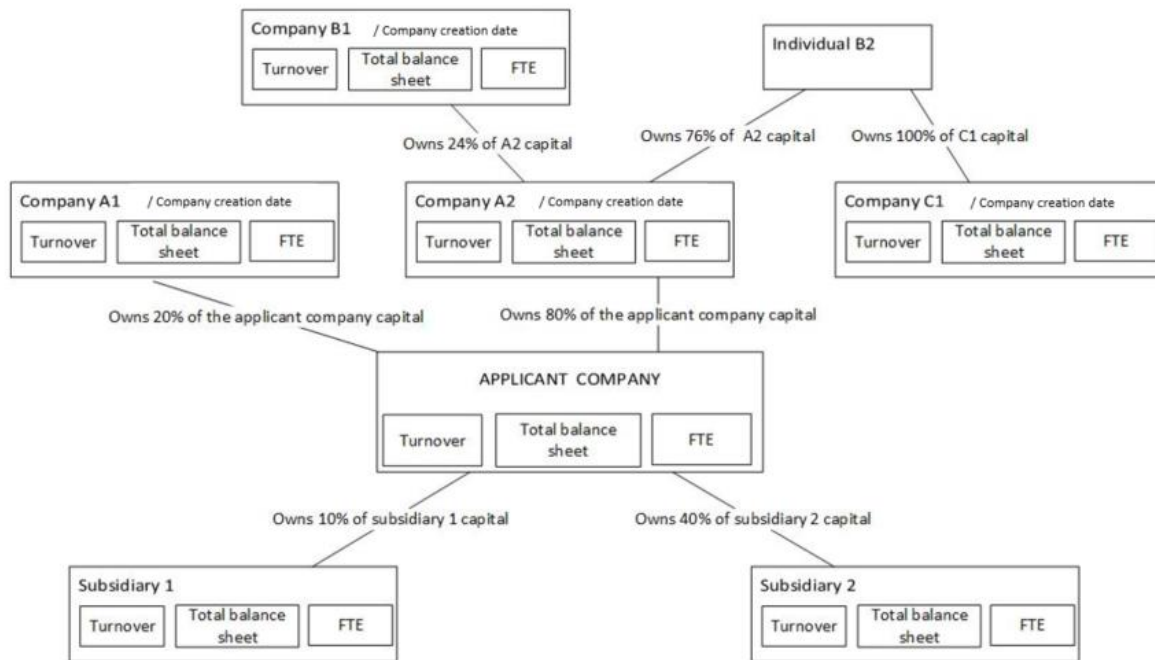 Company B1 / Company creation date
Turnover
Total balance
sheet
FTE
Individual B2
Owns 24% of A2 capital
Owns 76% of A2 capital
Owns 100% of C1 capital
Company A1 / Company creation date
Turnover
Total balance
sheet
FTE
Company A2 / Company creation date
Turnover
Total balance
sheet
FTE
Company C1 / Company creation date
Turnover
Total balance
sheet
FTE
Owns 20% of the applicant company capital
Owns 80% of the applicant company capital
APPLICANT COMPANY
Turnover
Total balance
sheet
FTE
Owns 10% of subsidiary 1 capital
Owns 40% of subsidiary 2 capital
Subsidiary 1
Turnover
Total balance
sheet
FTE
Subsidiary 2
Turnover
Total balance
sheet
FTE